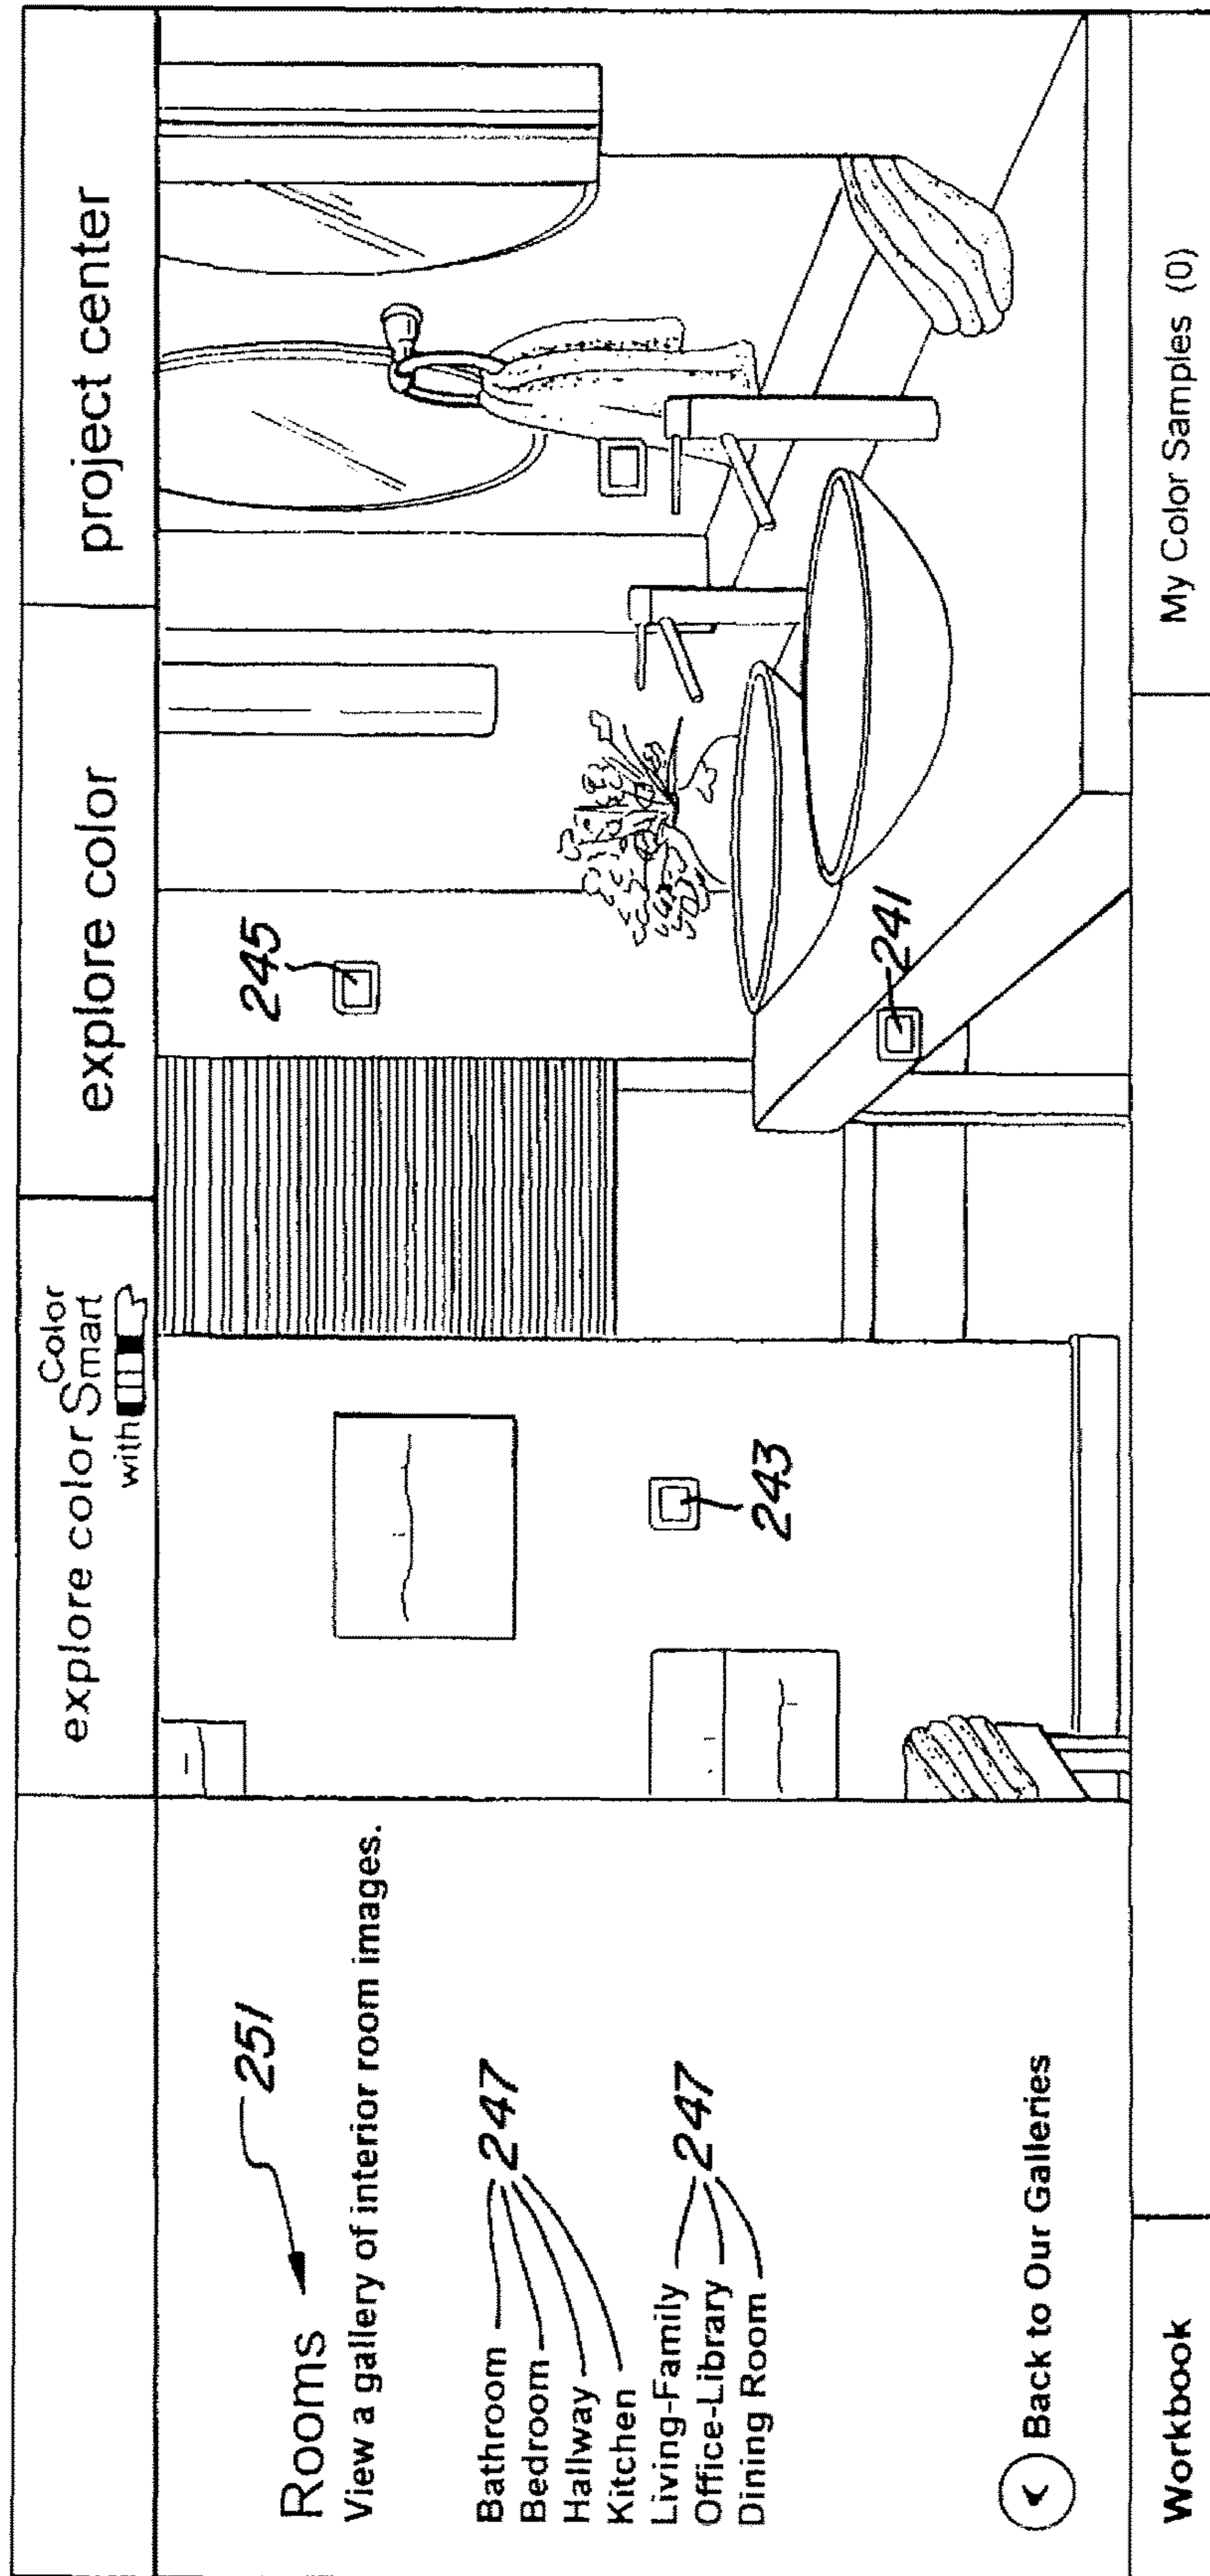 explore color Color Smart
with
explore color
project center
251
Rooms
View a gallery of interior room images.
Bathroom
Bedroom
Hallway
Kitchen
247
Living-Family
Office-Library
Dining Room
247
Back to Our Galleries
245
243
241
Workbook
My Color Samples (0)